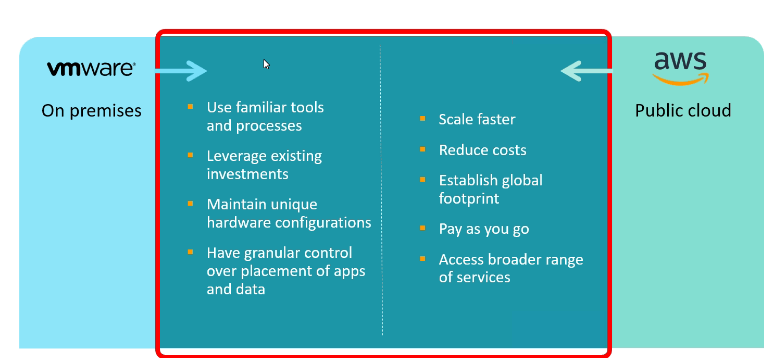 vmware®
On premises
Use familiar tools
and processes
Leverage existing
investments
Maintain unique
hardware configurations
Have granular control
over placement of apps
and data
Scale faster
Reduce costs
Establish global
footprint
Pay as you go
Access broader range
of services
aws
Public cloud